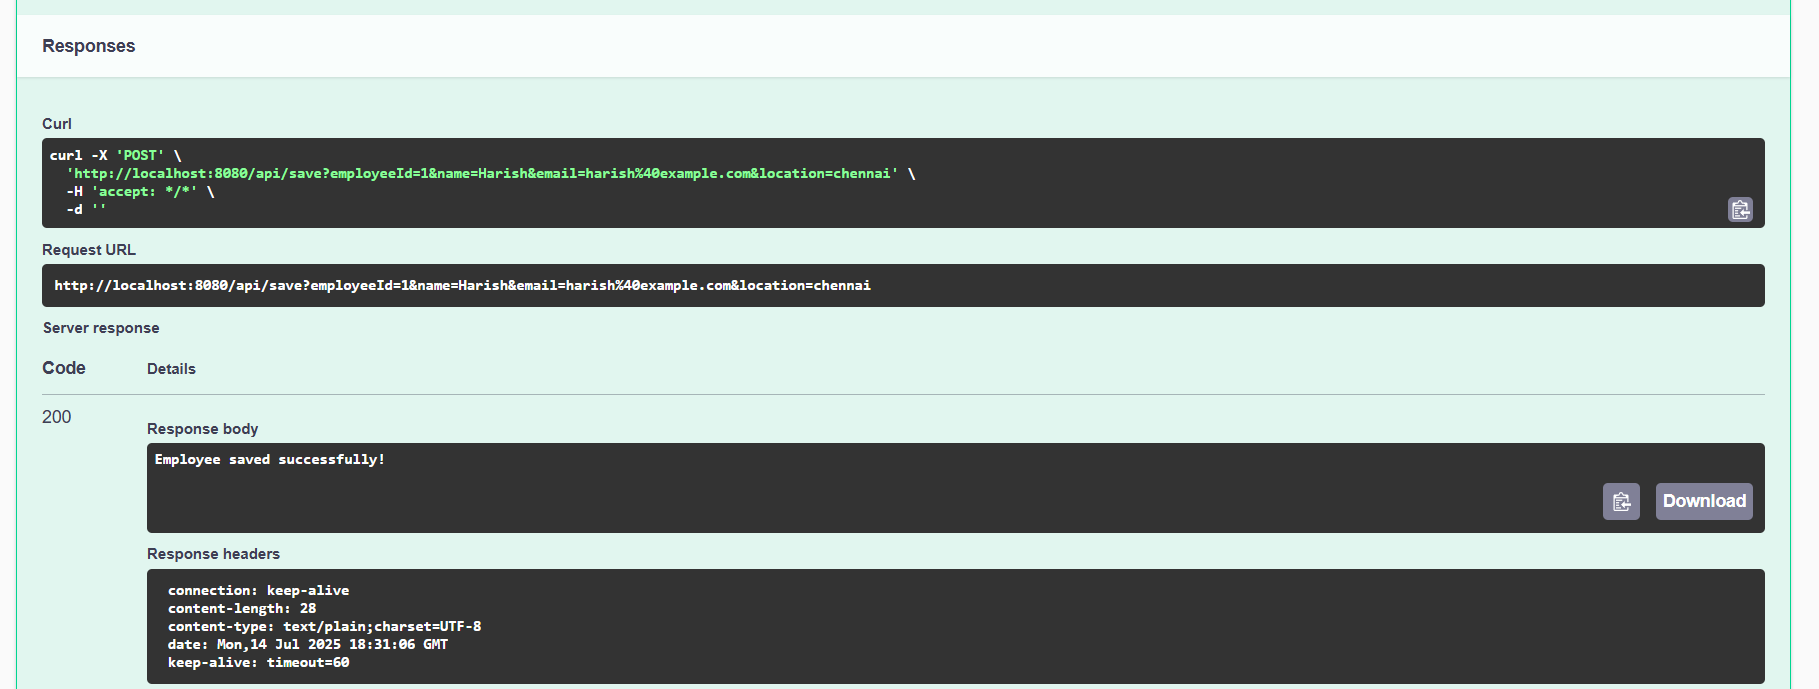 Responses
Curl
curl -X 'POST' \
'http://localhost:8080/api/save?employeeId=1&name=Harish&email=harish%40example.com&location=chennai' \
-H 'accept: */*' \
-d ''
Request URL
http://localhost:8080/api/save?employeeId=1&name=Harish&email=harish%40example.com&location=chennai
Server response
Code Details
200
Response body
Employee saved successfully!
Download
Response headers
connection: keep-alive
content-length: 28
content-type: text/plain;charset=UTF-8
date: Mon,14 Jul 2025 18:31:06 GMT
keep-alive: timeout=60